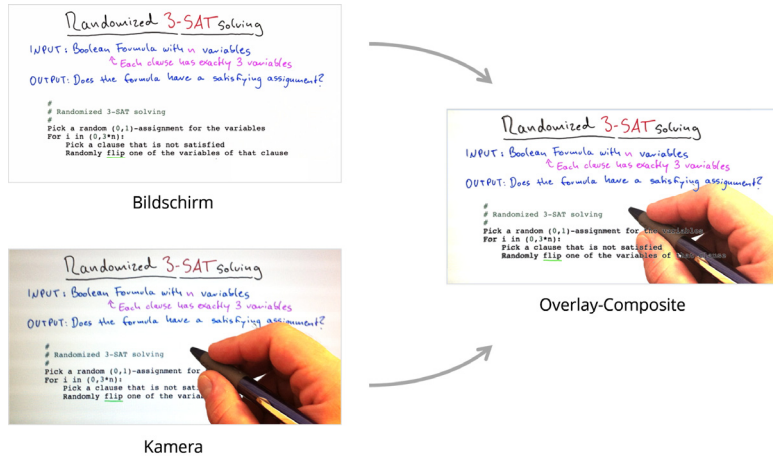 Randomized 3-SAT solving
INPUT: Boolean Formula with n variables
Each clause has exactly 3 variables
OUTPUT: Does the formula have a satisfying assignment?
#
# Randomized 3-SAT solving
#
Pick a random (0,1)-assignment for the variables
For i in (0,3*n):
Pick a clause that is not satisfied
Randomly flip one of the variables of that clause
Bildschirm
Randomized 3-SAT solving
INPUT: Boolean Formula with n variables
Each clause has exactly 3 variables
OUTPUT: Does the formula have a satisfying assignment?
#
# Randomized 3-SAT solving
#
Pick a random (0,1)-assignment for
For i in (0,3*n):
Pick a clause that is not sat
Randomly flip one of the varia
Kamera
Randomized 3-SAT solving
INPUT: Boolean Formula with n variables
Each clause has exactly 3 variables
OUTPUT: Does the formula have a satisfying assignment?
#
# Randomized 3-SAT solving
#
Pick a random (0,1)-assignment for the variables
For i in (0,3*n):
Pick a clause that is not satisfied
Randomly flip one of the variables of that clause
Overlay-Composite